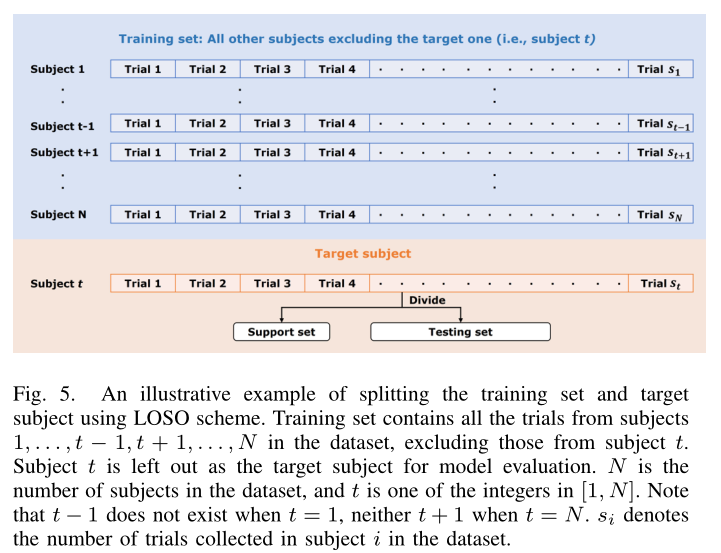 Training set: All other subjects excluding the target one (i.e., subject t)
Subject 1 Trial 1 Trial 2 Trial 3 Trial 4 · · · · · · · · · · · · Trial s₁
Subject t-1 Trial 1 Trial 2 Trial 3 Trial 4 · · · · · · · · · · · · Trial sₜ₋₁
Subject t+1 Trial 1 Trial 2 Trial 3 Trial 4 · · · · · · · · · · · · Trial sₜ₊₁
Subject N Trial 1 Trial 2 Trial 3 Trial 4 · · · · · · · · · · · · Trial s_N
Target subject
Subject t Trial 1 Trial 2 Trial 3 Trial 4 · · · · · · · · · · · · Trial sₜ
Divide
Support set Testing set
Fig. 5. An illustrative example of splitting the training set and target
subject using LOSO scheme. Training set contains all the trials from subjects
1, . . . , t − 1, t + 1, . . . , N in the dataset, excluding those from subject t.
Subject t is left out as the target subject for model evaluation. N is the
number of subjects in the dataset, and t is one of the integers in [1, N]. Note
that t − 1 does not exist when t = 1, neither t + 1 when t = N. sᵢ denotes
the number of trials collected in subject i in the dataset.